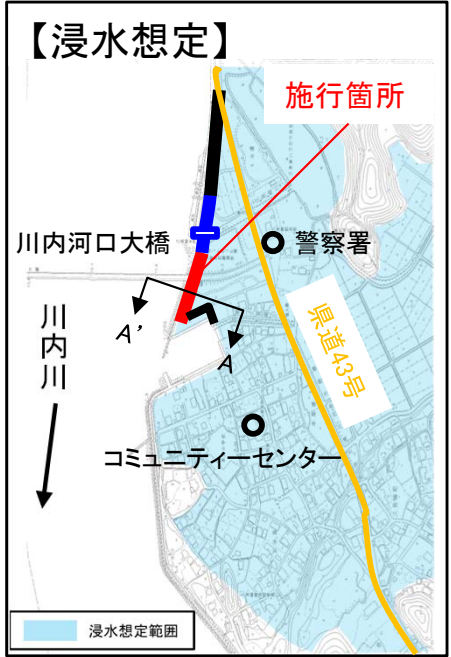 【浸水想定】
施行箇所
川内河口大橋
警察署
川内川
A'
A
県道43号
コミュニティーセンター
浸水想定範囲